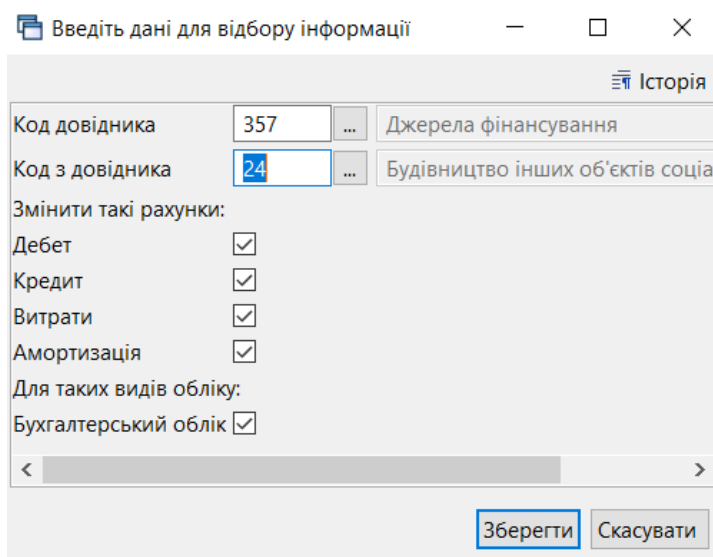 Введіть дані для відбору інформації
Історія
Код довідника 357 ... Джерела фінансування
Код з довідника 24 ... Будівництво інших об'єктів соціа
Змінити такі рахунки:
Дебет
Кредит
Витрати
Амортизація
Для таких видів обліку:
Бухгалтерський облік
Зберегти Скасувати